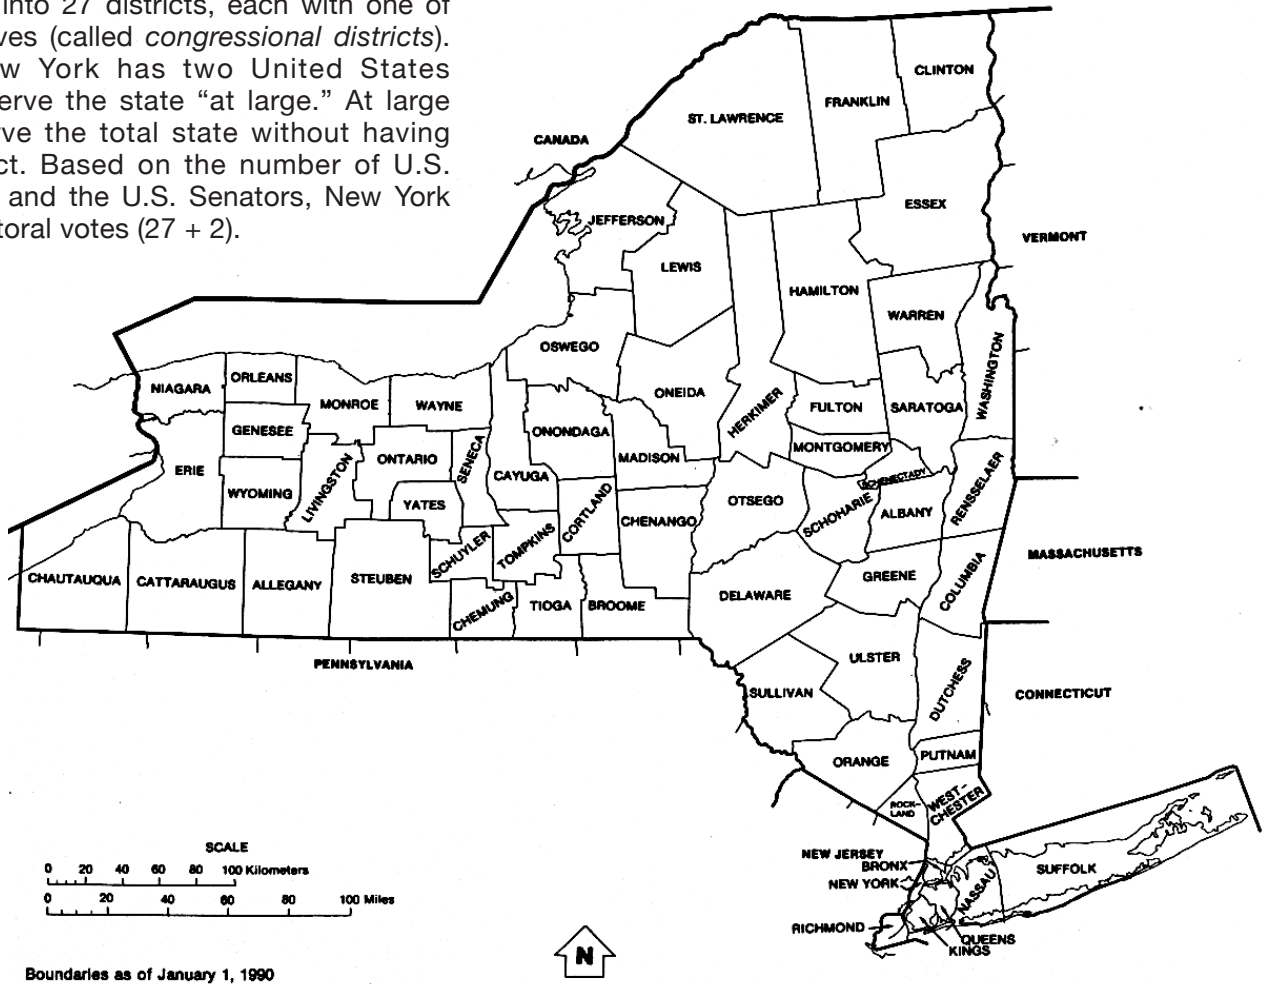 into 27 districts, each with one of
ves (called congressional districts).
w York has two United States
erve the state “at large.” At large
rve the total state without having
ct. Based on the number of U.S.
and the U.S. Senators, New York
toral votes (27 + 2).
CLINTON
FRANKLIN
ST. LAWRENCE
CANADA
ESSEX
JEFFERSON
VERMONT
LEWIS
HAMILTON
WARREN
OSWEGO
WASHINGTON
ORLEANS
NIAGARA
ONEIDA
MONROE
WAYNE
HERKIMER
FULTON
SARATOGA
GENESEE
ONONDAGA
MONTGOMERY
MADISON
ONTARIO
SENECA
ERIE
CAYUGA
SCHENECTADY
WYOMING
LIVINGSTON
YATES
OTSEGO
RENSSELAER
CORTLAND
CHENANGO
SCHOHARIE
ALBANY
SCHUYLER
TOMPKINS
MASSACHUSETTS
CHAUTAUQUA
CATTARAUGUS
ALLEGANY
STEUBEN
GREENE
COLUMBIA
DELAWARE
CHEMUNG
TIOGA
BROOME
ULSTER
PENNSYLVANIA
SULLIVAN
DUTCHESS
CONNECTICUT
PUTNAM
ORANGE
WEST-
CHESTER
ROCK-
LAND
NEW JERSEY
BRONX
SUFFOLK
NEW YORK
NASSAU
RICHMOND
QUEENS
KINGS
SCALE
0 20 40 60 80 100 Kilometers
0 20 40 60 80 100 Miles
N
Boundaries as of January 1, 1990